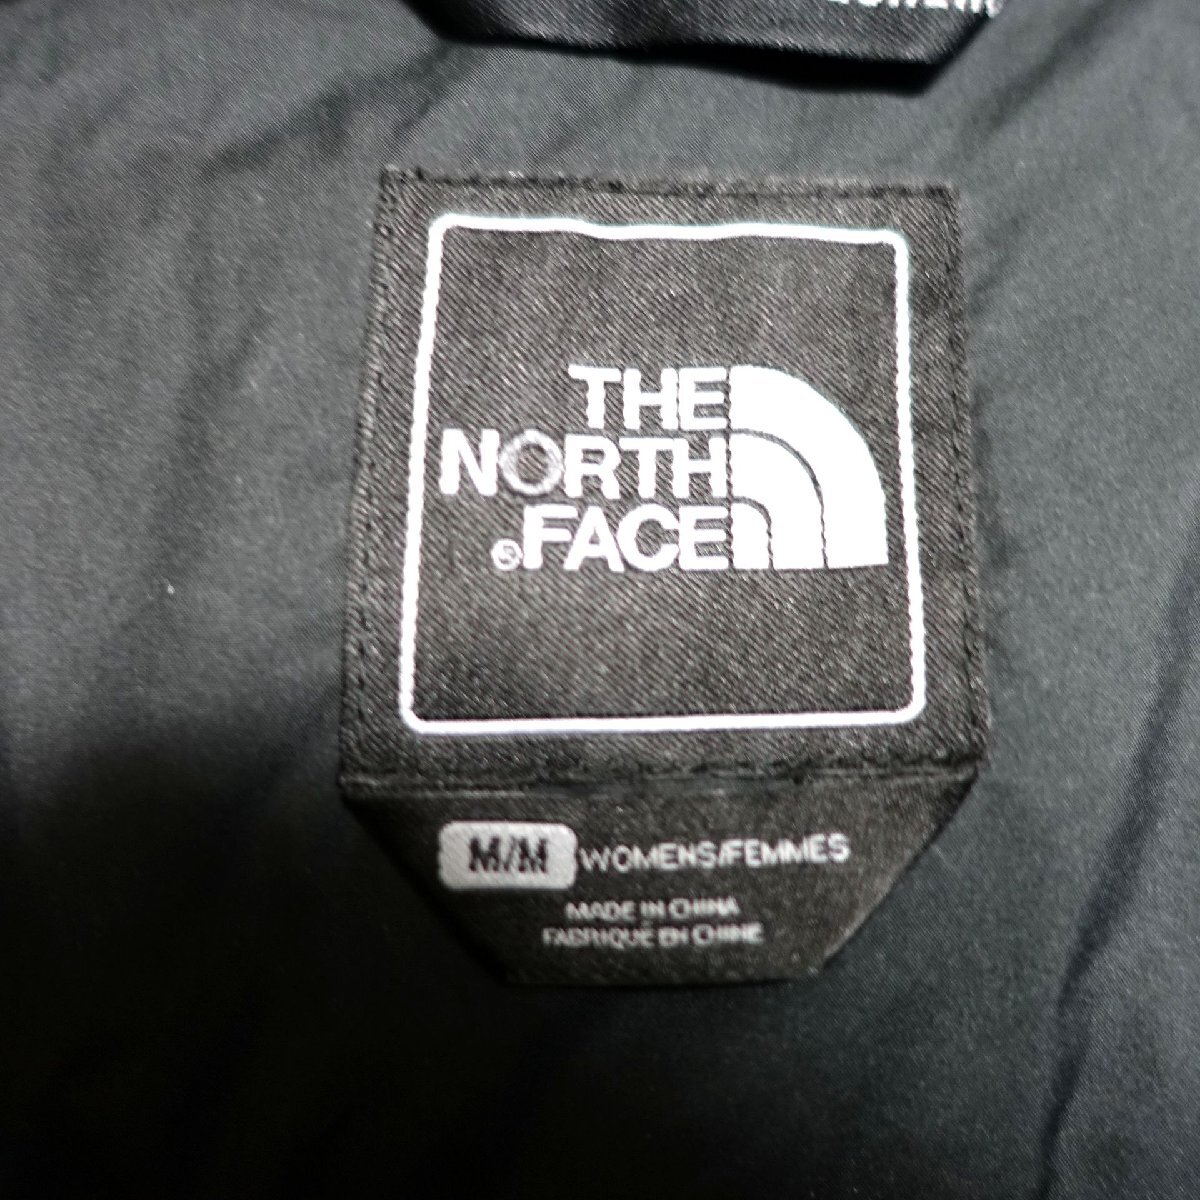 THE
NORTH
®FACE
M/M WOMENS/FEMMES
MADE IN CHINA
FABRIQUÉ EN CHINE